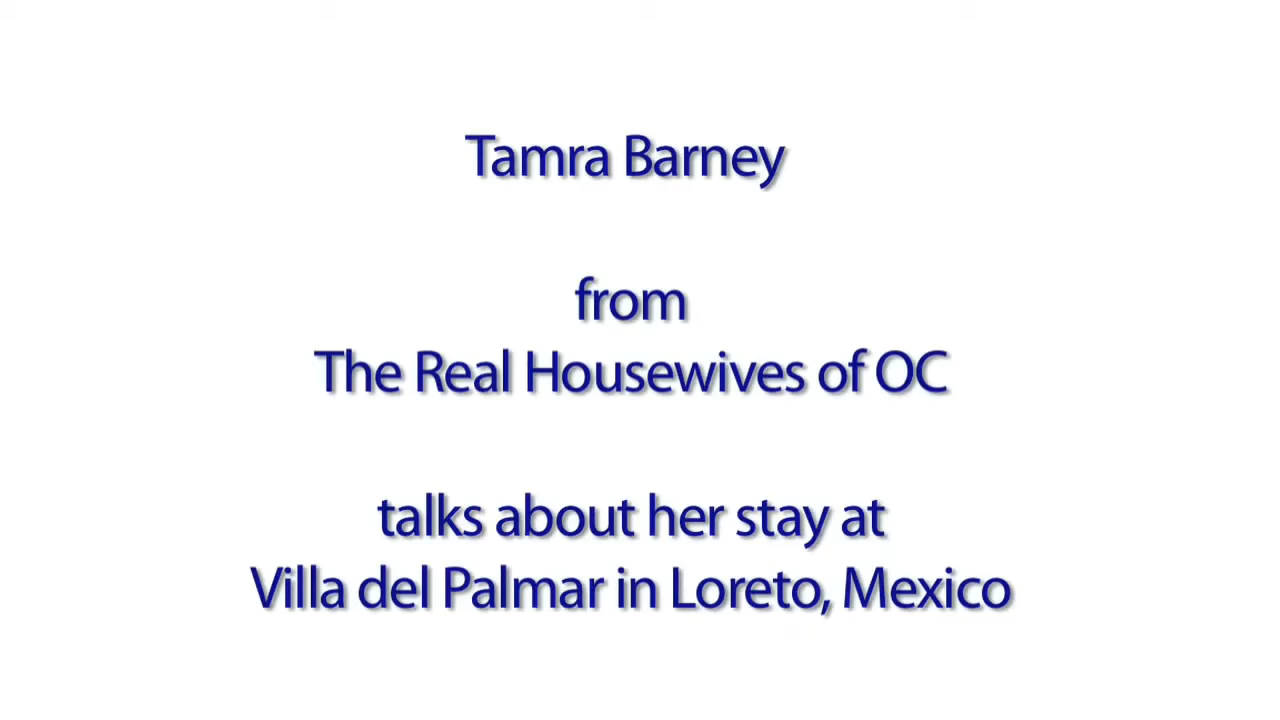 Tamra Barney
from
The Real Housewives of OC
talks about her stay at
Villa del Palmar in Loreto, Mexico